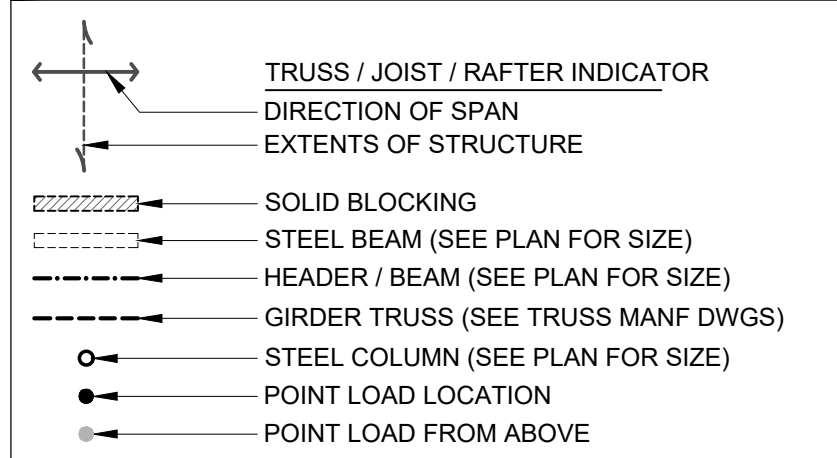 TRUSS / JOIST / RAFTER INDICATOR
DIRECTION OF SPAN
EXTENTS OF STRUCTURE
SOLID BLOCKING
STEEL BEAM (SEE PLAN FOR SIZE)
HEADER / BEAM (SEE PLAN FOR SIZE)
GIRDER TRUSS (SEE TRUSS MANF DWGS)
STEEL COLUMN (SEE PLAN FOR SIZE)
POINT LOAD LOCATION
POINT LOAD FROM ABOVE